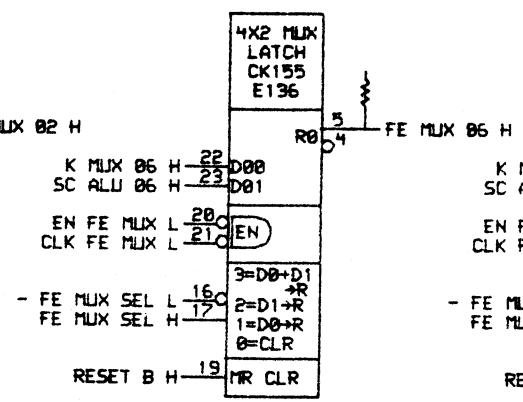 4X2 MUX
LATCH
CK155
E136
MUX 02 H
5
R0
4
FE MUX 06 H
K MUX 06 H 22 D00
SC ALU 06 H 23 D01
EN FE MUX L 20
CLK FE MUX L 21
EN
3=D0+D1
→R
2=D1→R
1=D0→R
0=CLR
- FE MUX SEL L 16
FE MUX SEL H 17
RESET B H 19 MR CLR
K M
SC A
EN F
CLK F
- FE MU
FE MU
RE